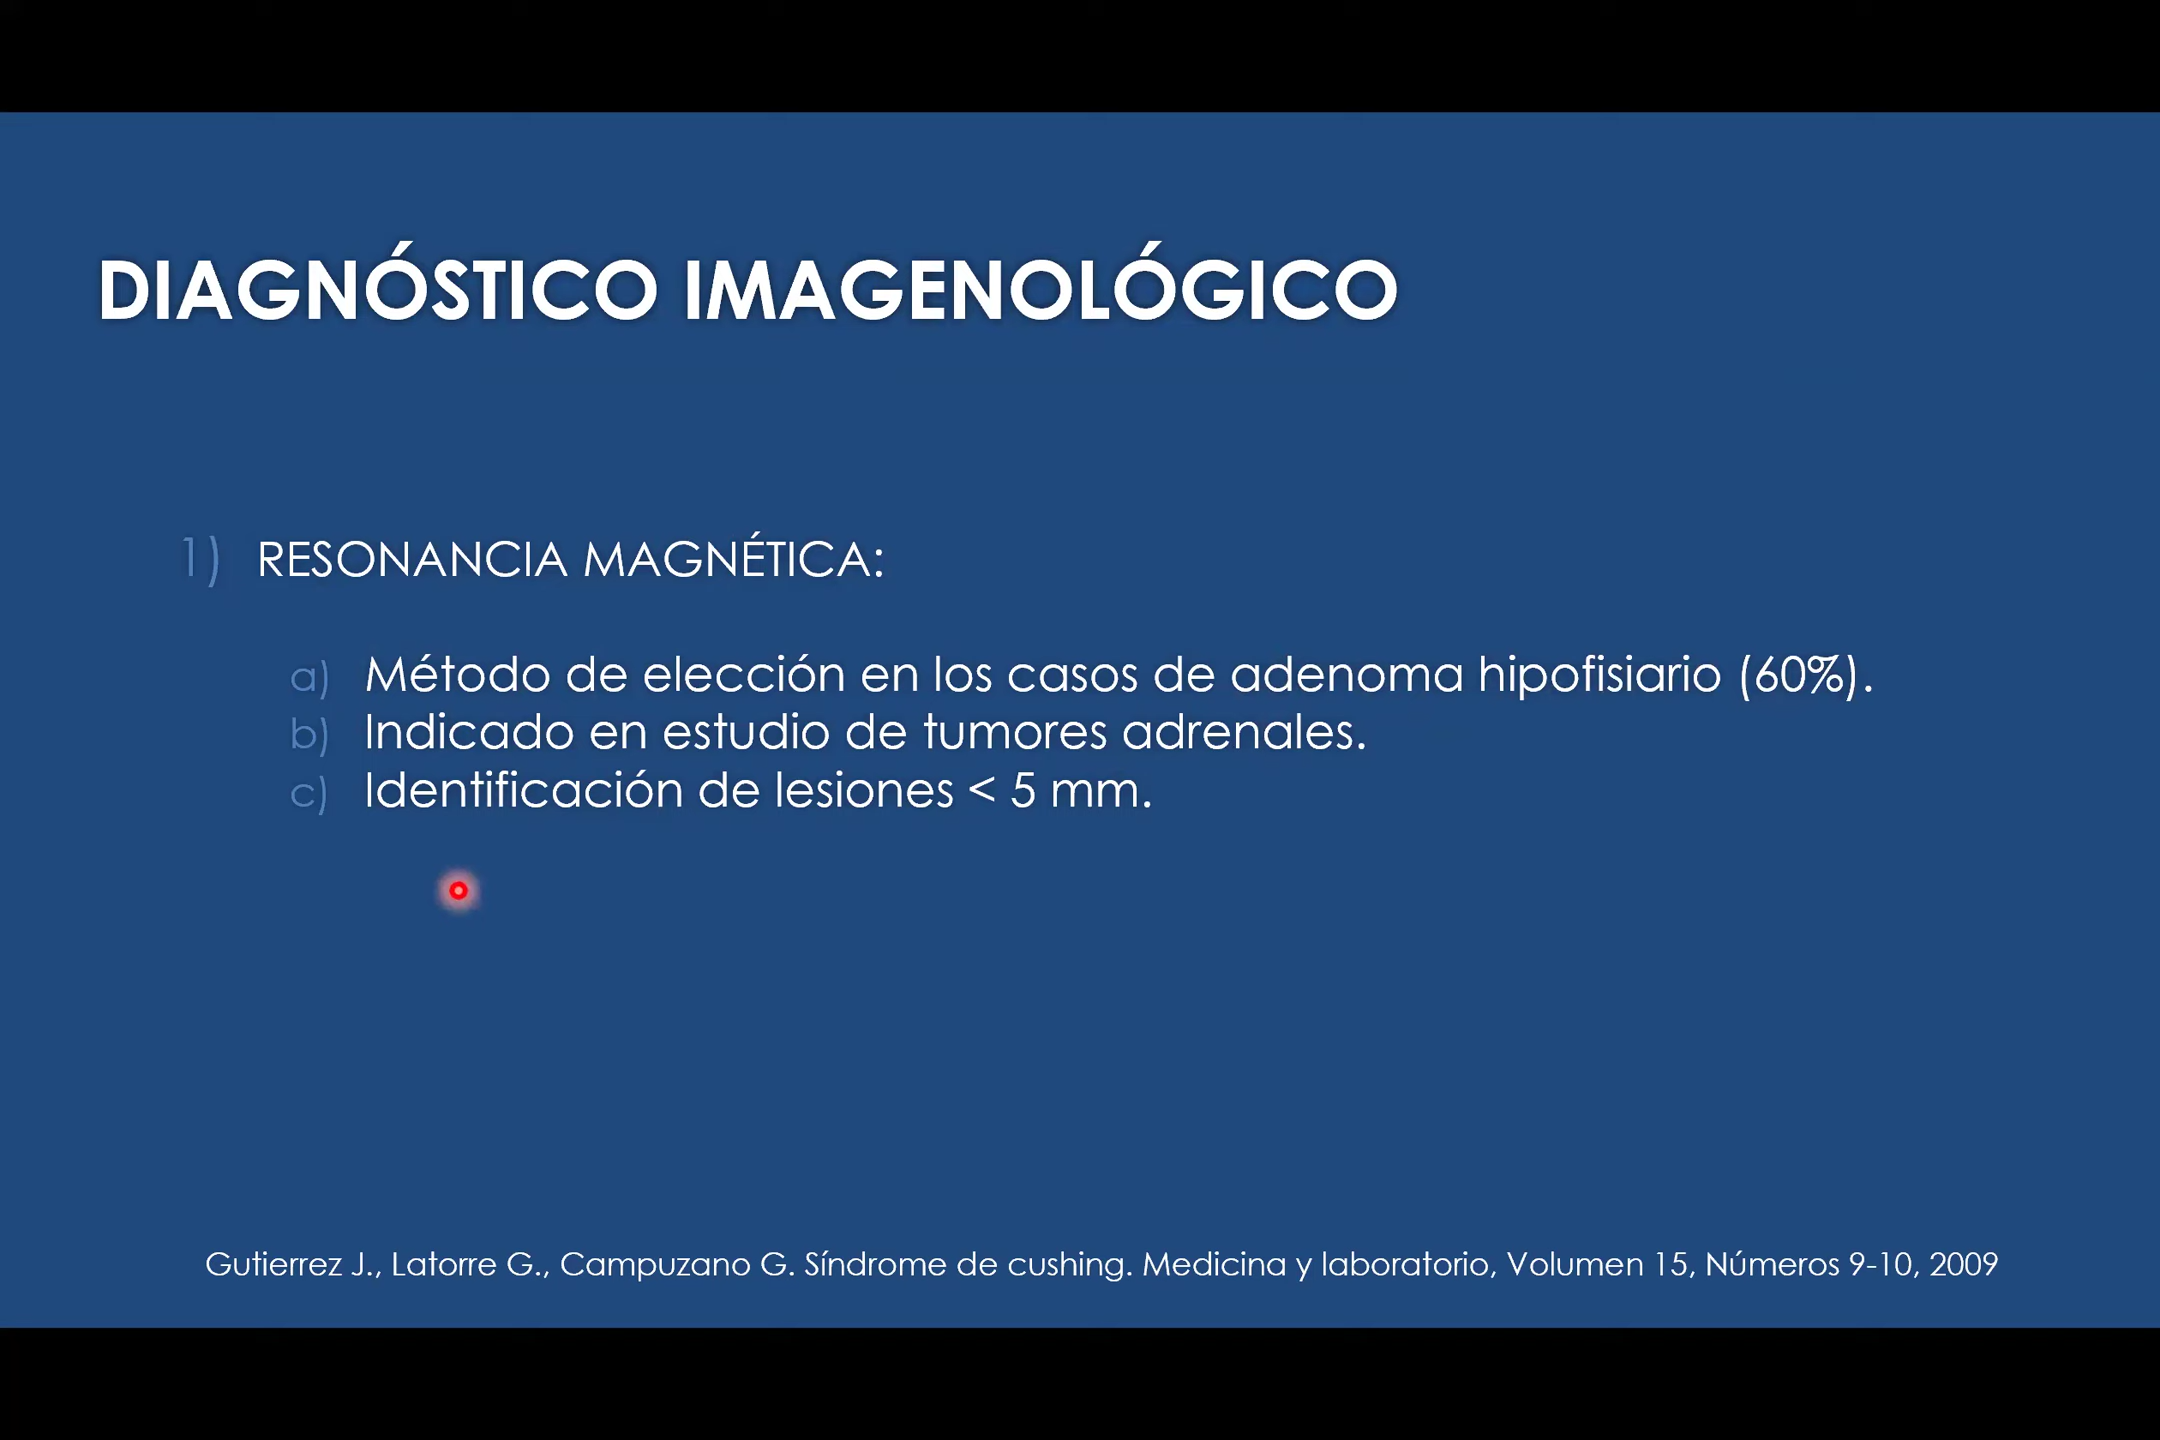 DIAGNÓSTICO IMAGENOLÓGICO
1) RESONANCIA MAGNÉTICA:
a) Método de elección en los casos de adenoma hipofisiario (60%).
b) Indicado en estudio de tumores adrenales.
c) Identificación de lesiones < 5 mm.
Gutierrez J., Latorre G., Campuzano G. Síndrome de cushing. Medicina y laboratorio, Volumen 15, Números 9-10, 2009